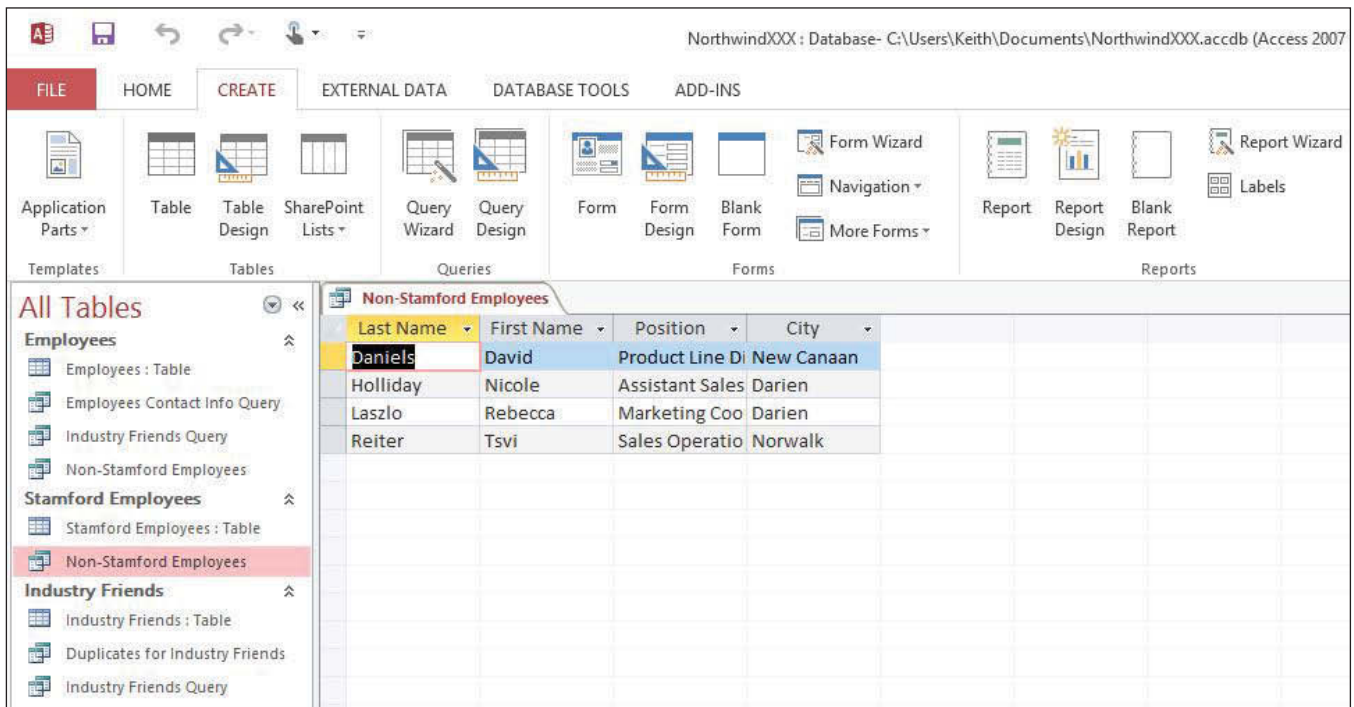 NorthwindXXX : Database- C:\Users\Keith\Documents\NorthwindXXX.accdb (Access 2007
FILE HOME CREATE EXTERNAL DATA DATABASE TOOLS ADD-INS
Application Parts
Table
Table Design
SharePoint Lists
Query Wizard
Query Design
Form
Form Design
Blank Form
Form Wizard
Navigation
More Forms
Report
Report Design
Blank Report
Report Wizard
Labels
Templates Tables Queries Forms Reports
All Tables
Employees
Employees : Table
Employees Contact Info Query
Industry Friends Query
Non-Stamford Employees
Stamford Employees
Stamford Employees : Table
Non-Stamford Employees
Industry Friends
Industry Friends : Table
Duplicates for Industry Friends
Industry Friends Query
Non-Stamford Employees
Last Name First Name Position City
Daniels David Product Line Di New Canaan
Holliday Nicole Assistant Sales Darien
Laszlo Rebecca Marketing Coo Darien
Reiter Tsvi Sales Operatio Norwalk